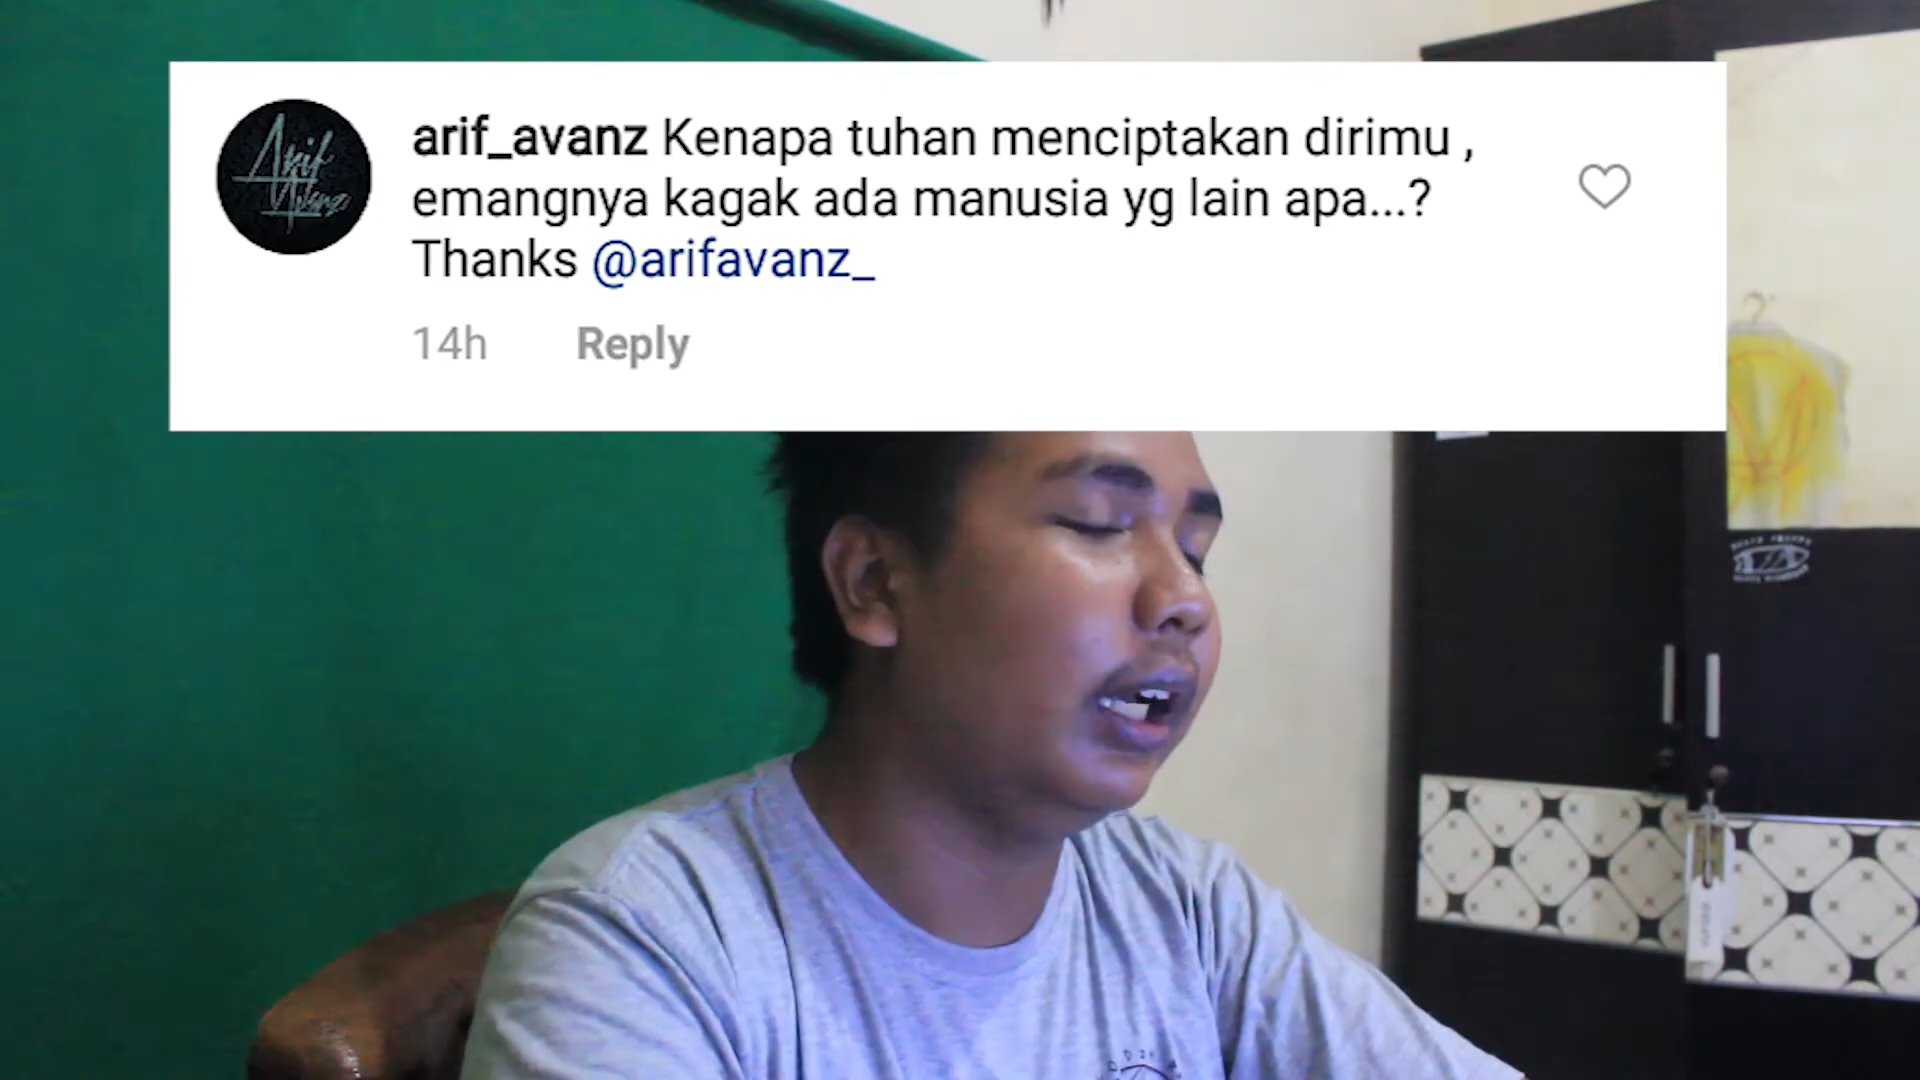 arif_avanz Kenapa tuhan menciptakan dirimu ,
emangnya kagak ada manusia yg lain apa...?
Thanks @arifavanz_
14h Reply